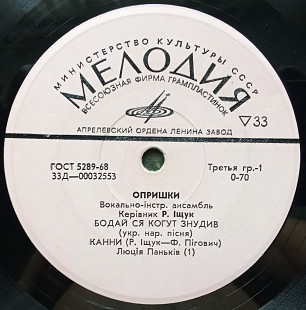 МИНИСТЕРСТВО КУЛЬТУРЫ СССР
МЕЛОДИЯ
ВСЕСОЮЗНАЯ ФИРМА ГРАМПЛАСТИНОК
АПРЕЛЕВСКИЙ ОРДЕНА ЛЕНИНА ЗАВОД
▽33
ГОСТ 5289-68
33Д—00032553
Третья гр.-1
0-70
ОПРИШКИ
Вокально-інстр. ансамбль
Керівник Р. Іщук
БОДАЙ СЯ КОГУТ ЗНУДИВ
(укр. нар. пісня)
КАННИ (Р. Іщук—Ф. Пігович)
Люція Паньків (1)